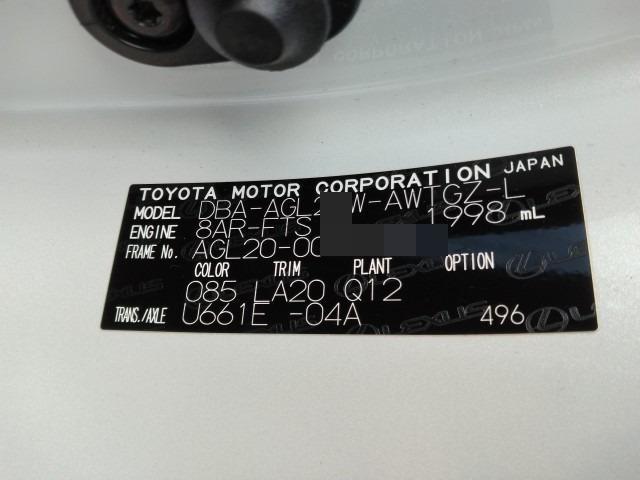 TOYOTA MOTOR CORPORATION JAPAN
MODEL DBA-AGL2 W-AWTGZ-L
ENGINE 8AR-FTS 1998 mL
FRAME No. AGL20-00
COLOR TRIM PLANT OPTION
085 LA20 Q12
TRANS./AXLE U661E -04A 496